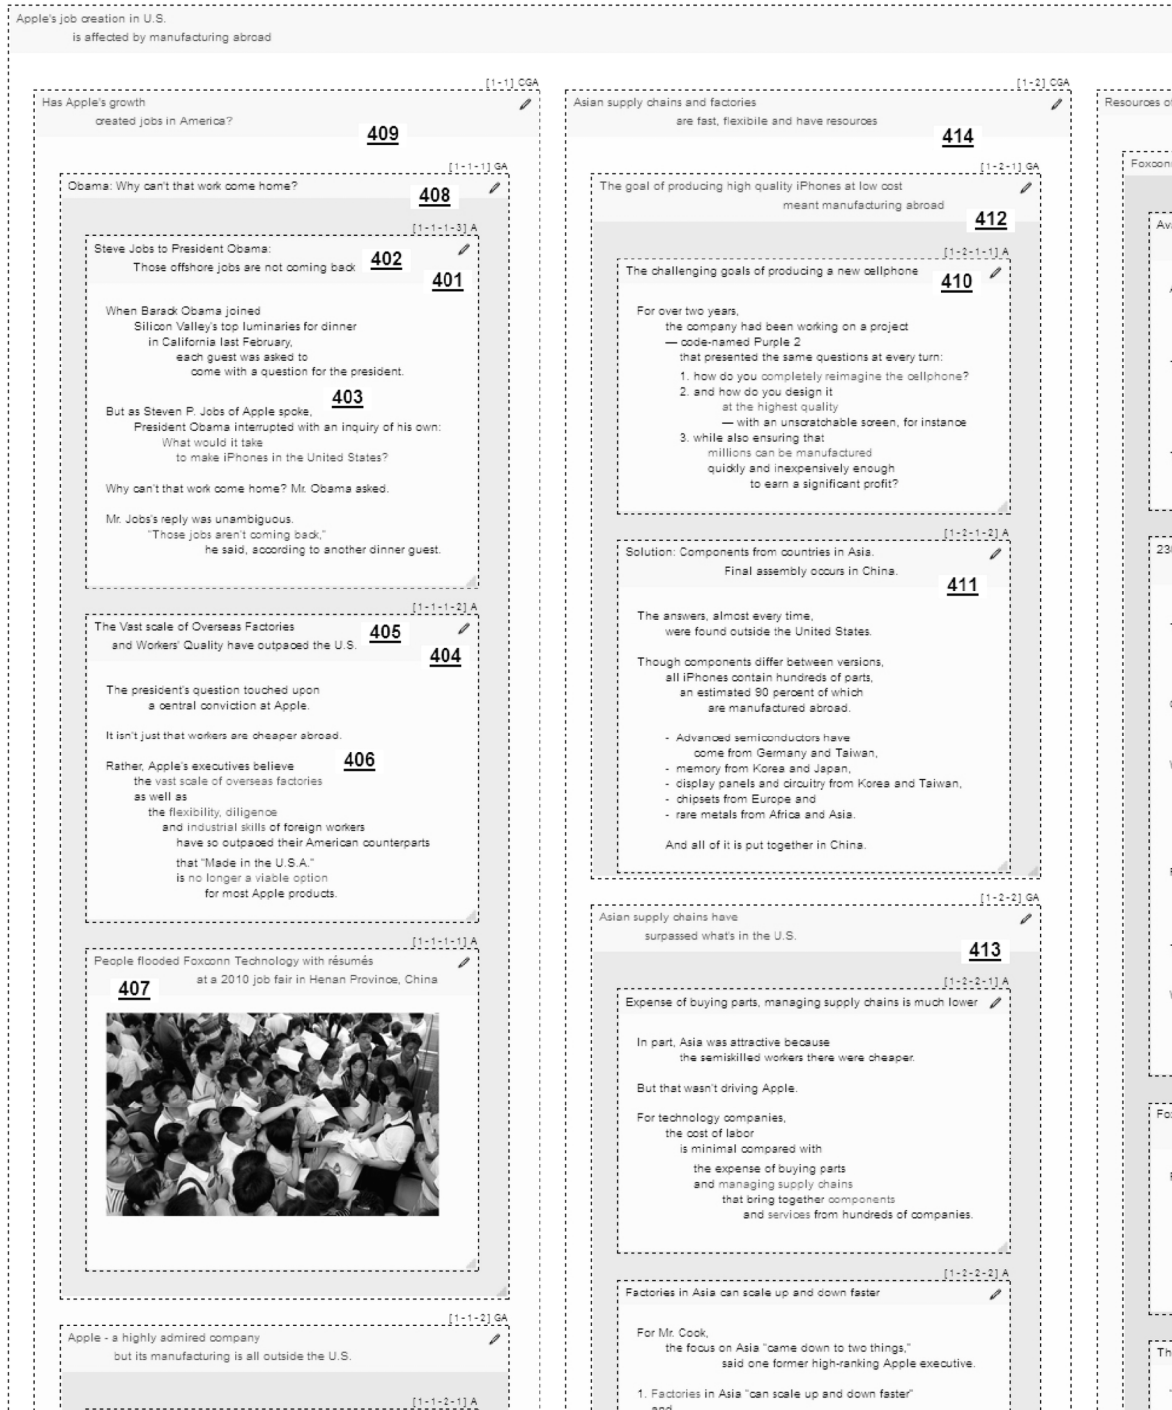 Apple's job creation in U.S.
is affected by manufacturing abroad
[1-1] CGA
Has Apple's growth
created jobs in America?
409
[1-1-1] GA
Obama: Why can't that work come home?
408
[1-1-1-3] A
Steve Jobs to President Obama:
Those offshore jobs are not coming back
402
401
When Barack Obama joined
Silicon Valley's top luminaries for dinner
in California last February,
each guest was asked to
come with a question for the president.
403
But as Steven P. Jobs of Apple spoke,
President Obama interrupted with an inquiry of his own:
What would it take
to make iPhones in the United States?
Why can't that work come home? Mr. Obama asked.
Mr. Jobs's reply was unambiguous.
"Those jobs aren't coming back,"
he said, according to another dinner guest.
[1-1-1-2] A
The Vast scale of Overseas Factories
and Workers' Quality have outpaced the U.S.
405
404
The president's question touched upon
a central conviction at Apple.
It isn't just that workers are cheaper abroad.
Rather, Apple's executives believe
406
the vast scale of overseas factories
as well as
the flexibility, diligence
and industrial skills of foreign workers
have so outpaced their American counterparts
that "Made in the U.S.A."
is no longer a viable option
for most Apple products.
[1-1-1-1] A
People flooded Foxconn Technology with résumés
at a 2010 job fair in Henan Province, China
407
[1-1-2] GA
Apple - a highly admired company
but its manufacturing is all outside the U.S.
[1-1-2-1] A
[1-2] CGA
Asian supply chains and factories
are fast, flexibile and have resources
414
[1-2-1] GA
The goal of producing high quality iPhones at low cost
meant manufacturing abroad
412
[1-2-1-1] A
The challenging goals of producing a new cellphone
410
For over two years,
the company had been working on a project
— code-named Purple 2
that presented the same questions at every turn:
1. how do you completely reimagine the cellphone?
2. and how do you design it
at the highest quality
— with an unscratchable screen, for instance
3. while also ensuring that
millions can be manufactured
quickly and inexpensively enough
to earn a significant profit?
[1-2-1-2] A
Solution: Components from countries in Asia.
Final assembly occurs in China.
411
The answers, almost every time,
were found outside the United States.
Though components differ between versions,
all iPhones contain hundreds of parts,
an estimated 90 percent of which
are manufactured abroad.
- Advanced semiconductors have
come from Germany and Taiwan,
- memory from Korea and Japan,
- display panels and circuitry from Korea and Taiwan,
- chipsets from Europe and
- rare metals from Africa and Asia.
And all of it is put together in China.
[1-2-2] GA
Asian supply chains have
surpassed what's in the U.S.
413
[1-2-2-1] A
Expense of buying parts, managing supply chains is much lower
In part, Asia was attractive because
the semiskilled workers there were cheaper.
But that wasn't driving Apple.
For technology companies,
the cost of labor
is minimal compared with
the expense of buying parts
and managing supply chains
that bring together components
and services from hundreds of companies.
[1-2-2-2] A
Factories in Asia can scale up and down faster
For Mr. Cook,
the focus on Asia "came down to two things,"
said one former high-ranking Apple executive.
1. Factories in Asia "can scale up and down faster"
and
Resources of
Foxconn